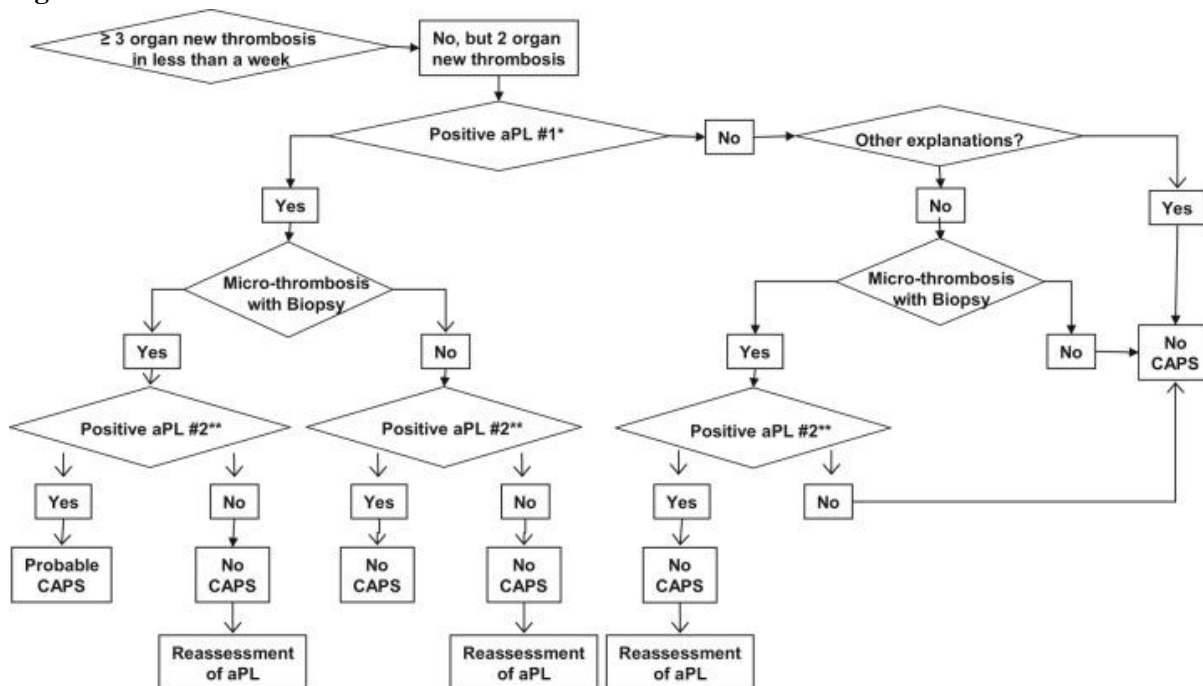 ≥ 3 organ new thrombosis
in less than a week
No, but 2 organ
new thrombosis
Positive aPL #1*
No
Other explanations?
Yes
No
Yes
Micro-thrombosis
with Biopsy
Micro-thrombosis
with Biopsy
Yes
No
Yes
No
No
CAPS
Positive aPL #2**
Positive aPL #2**
Positive aPL #2**
Yes
No
Yes
No
Yes
No
Probable
CAPS
No
CAPS
No
CAPS
No
CAPS
No
CAPS
Reassessment
of aPL
Reassessment
of aPL
Reassessment
of aPL